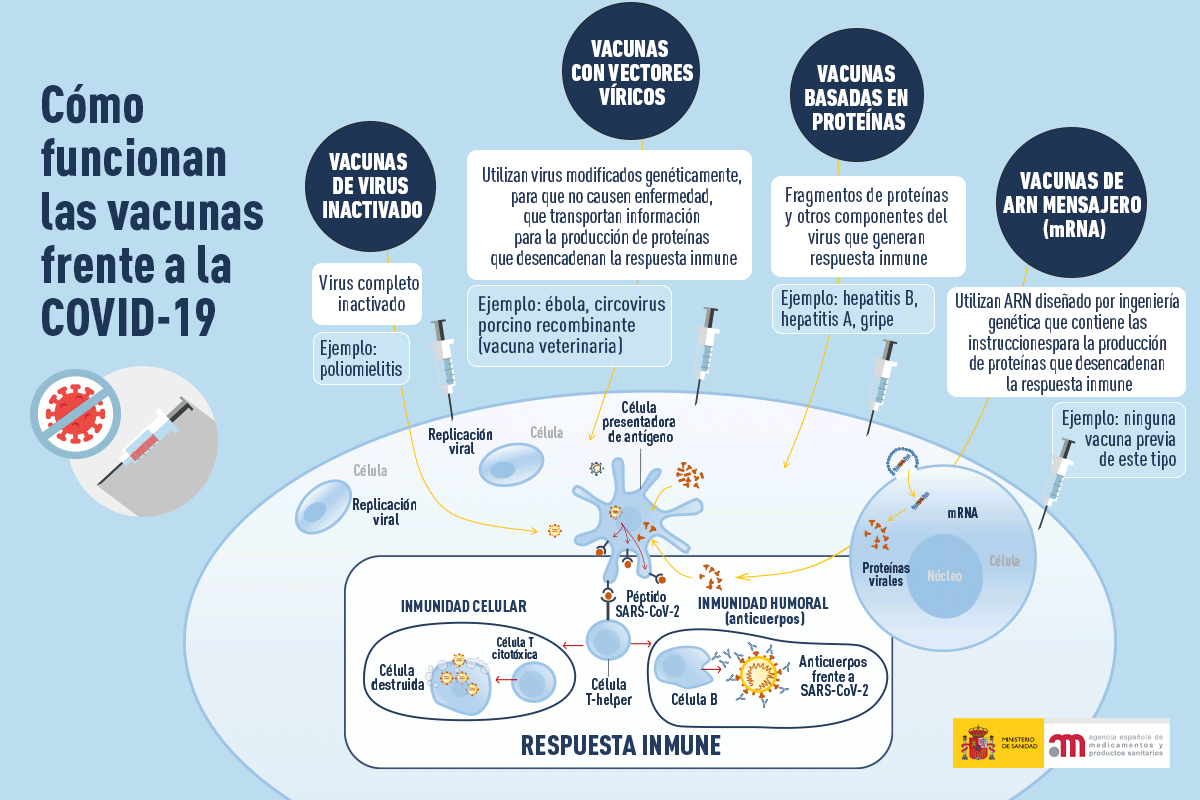 Cómo
funcionan
las vacunas
frente a la
COVID-19
VACUNAS
DE VIRUS
INACTIVADO
Virus completo
inactivado
Ejemplo:
poliomielitis
VACUNAS
CON VECTORES
VÍRICOS
Utilizan virus modificados genéticamente,
para que no causen enfermedad,
que transportan información
para la producción de proteínas
que desencadenan la respuesta inmune
Ejemplo: ébola, circovirus
porcino recombinante
(vacuna veterinaria)
VACUNAS
BASADAS EN
PROTEÍNAS
Fragmentos de proteínas
y otros componentes del
virus que generan
respuesta inmune
Ejemplo: hepatitis B,
hepatitis A, gripe
VACUNAS DE
ARN MENSAJERO
(mRNA)
Utilizan ARN diseñado por ingeniería
genética que contiene las
instruccionespara la producción
de proteínas que desencadenan
la respuesta inmune
Ejemplo: ninguna
vacuna previa
de este tipo
Célula
Replicación
viral
Célula
Replicación
viral
Célula
presentadora
de antígeno
mRNA
Proteínas
virales
Núcleo
Célula
Péptido
SARS-CoV-2
INMUNIDAD CELULAR
Célula
destruida
Célula T
citotóxica
Célula
T-helper
INMUNIDAD HUMORAL
(anticuerpos)
Célula B
Anticuerpos
frente a
SARS-CoV-2
RESPUESTA INMUNE
MINISTERIO
DE SANIDAD
agencia española de
medicamentos y
productos sanitarios